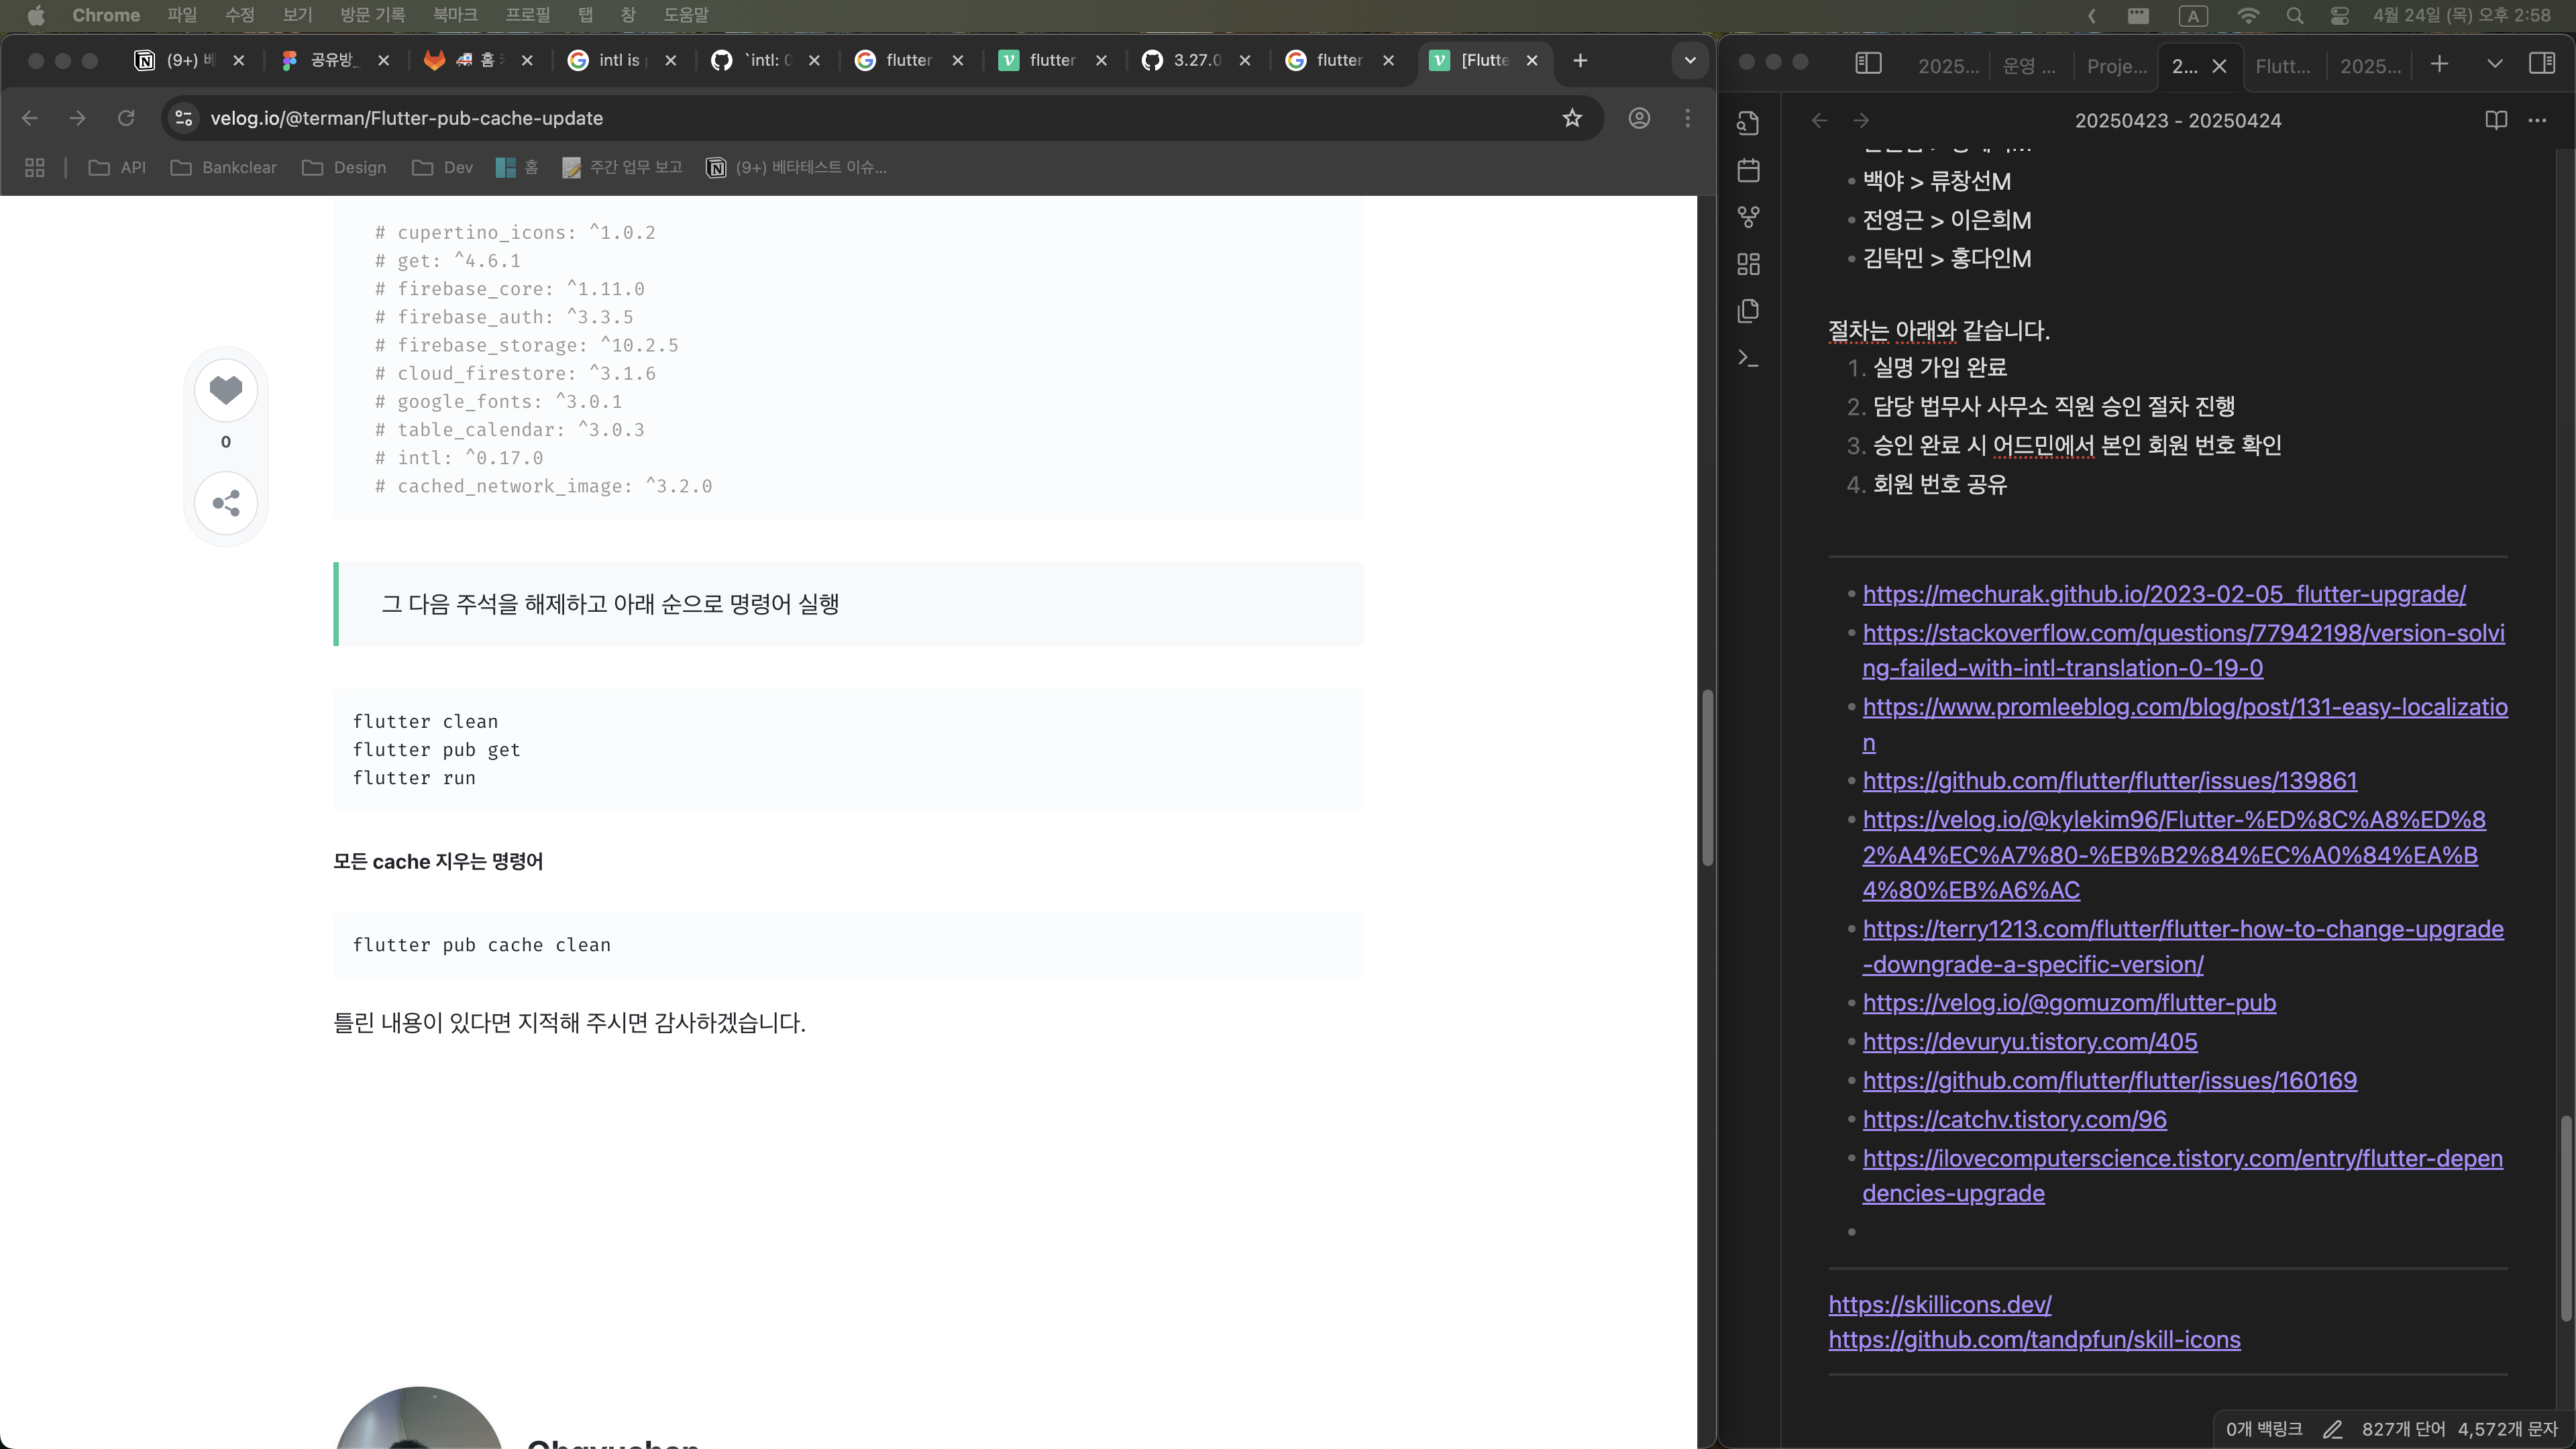 Chrome 파일 수정 보기 방문 기록 북마크 프로필 탭 창 도움말
A 4월 24일 (목) 오후 2:58
(9+) 공유방 홈 intl is `intl: flutter flutter 3.27.0 flutter [Flutte
velog.io/@terman/Flutter-pub-cache-update
API Bankclear Design Dev 홈 주간 업무 보고 (9+) 베타테스트 이슈...
# cupertino_icons: ^1.0.2
# get: ^4.6.1
# firebase_core: ^1.11.0
# firebase_auth: ^3.3.5
# firebase_storage: ^10.2.5
# cloud_firestore: ^3.1.6
# google_fonts: ^3.0.1
# table_calendar: ^3.0.3
# intl: ^0.17.0
# cached_network_image: ^3.2.0
0
그 다음 주석을 해제하고 아래 순으로 명령어 실행
flutter clean
flutter pub get
flutter run
모든 cache 지우는 명령어
flutter pub cache clean
틀린 내용이 있다면 지적해 주시면 감사하겠습니다.
2025... 운영 ... Proje... 2... Flutt... 2025...
20250423 - 20250424
백야 > 류창선M
전영근 > 이은희M
김탁민 > 홍다인M
절차는 아래와 같습니다.
1. 실명 가입 완료
2. 담당 법무사 사무소 직원 승인 절차 진행
3. 승인 완료 시 어드민에서 본인 회원 번호 확인
4. 회원 번호 공유
https://mechurak.github.io/2023-02-05_flutter-upgrade/
https://stackoverflow.com/questions/77942198/version-solvi
ng-failed-with-intl-translation-0-19-0
https://www.promleeblog.com/blog/post/131-easy-localizatio
n
https://github.com/flutter/flutter/issues/139861
https://velog.io/@kylekim96/Flutter-%ED%8C%A8%ED%8
2%A4%EC%A7%80-%EB%B2%84%EC%A0%84%EA%B
4%80%EB%A6%AC
https://terry1213.com/flutter/flutter-how-to-change-upgrade
-downgrade-a-specific-version/
https://velog.io/@gomuzom/flutter-pub
https://devuryu.tistory.com/405
https://github.com/flutter/flutter/issues/160169
https://catchv.tistory.com/96
https://ilovecomputerscience.tistory.com/entry/flutter-depen
dencies-upgrade
https://skillicons.dev/
https://github.com/tandpfun/skill-icons
0개 백링크 827개 단어 4,572개 문자